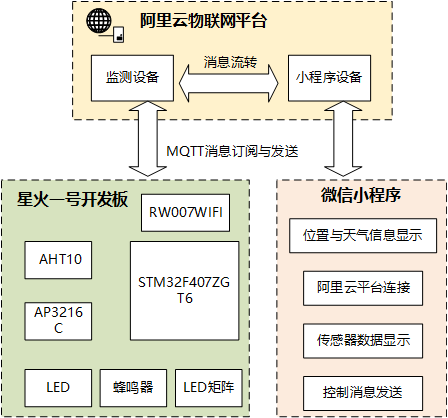 阿里云物联网平台
监测设备
消息流转
小程序设备
MQTT消息订阅与发送
星火一号开发板
RW007WIFI
AHT10
STM32F407ZG
T6
AP3216
C
LED
蜂鸣器
LED矩阵
微信小程序
位置与天气信息显示
阿里云平台连接
传感器数据显示
控制消息发送